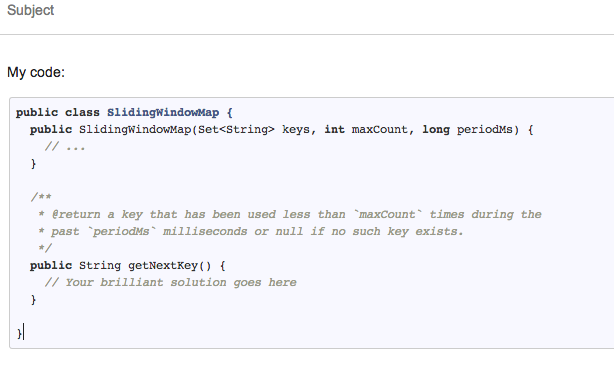 Subject
My code:
public class SlidingWindowMap {
  public SlidingWindowMap(Set<String> keys, int maxCount, long periodMs) {
    // ...
  }

  /**
   * @return a key that has been used less than `maxCount` times during the
   * past `periodMs` milliseconds or null if no such key exists.
   */
  public String getNextKey() {
    // Your brilliant solution goes here
  }

}